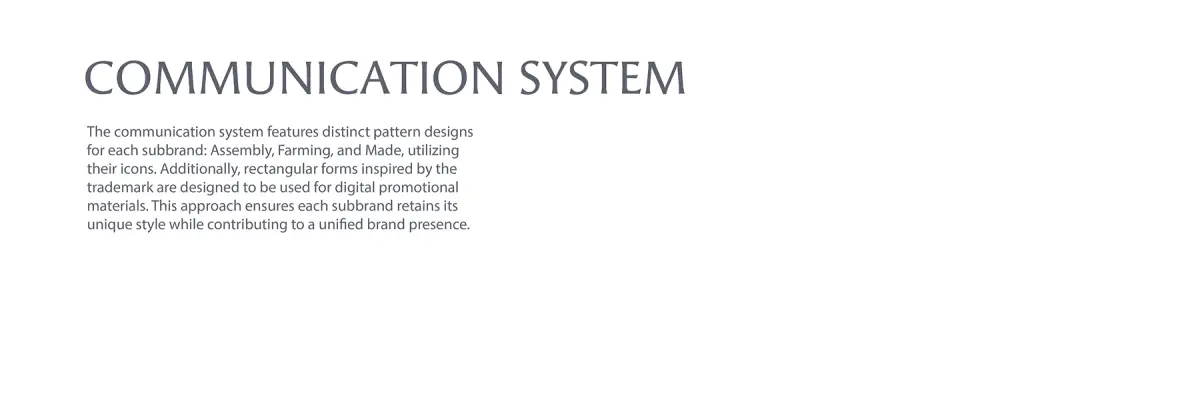 COMMUNICATION SYSTEM
The communication system features distinct pattern designs
for each subbrand: Assembly, Farming, and Made, utilizing
their icons. Additionally, rectangular forms inspired by the
trademark are designed to be used for digital promotional
materials. This approach ensures each subbrand retains its
unique style while contributing to a unified brand presence.